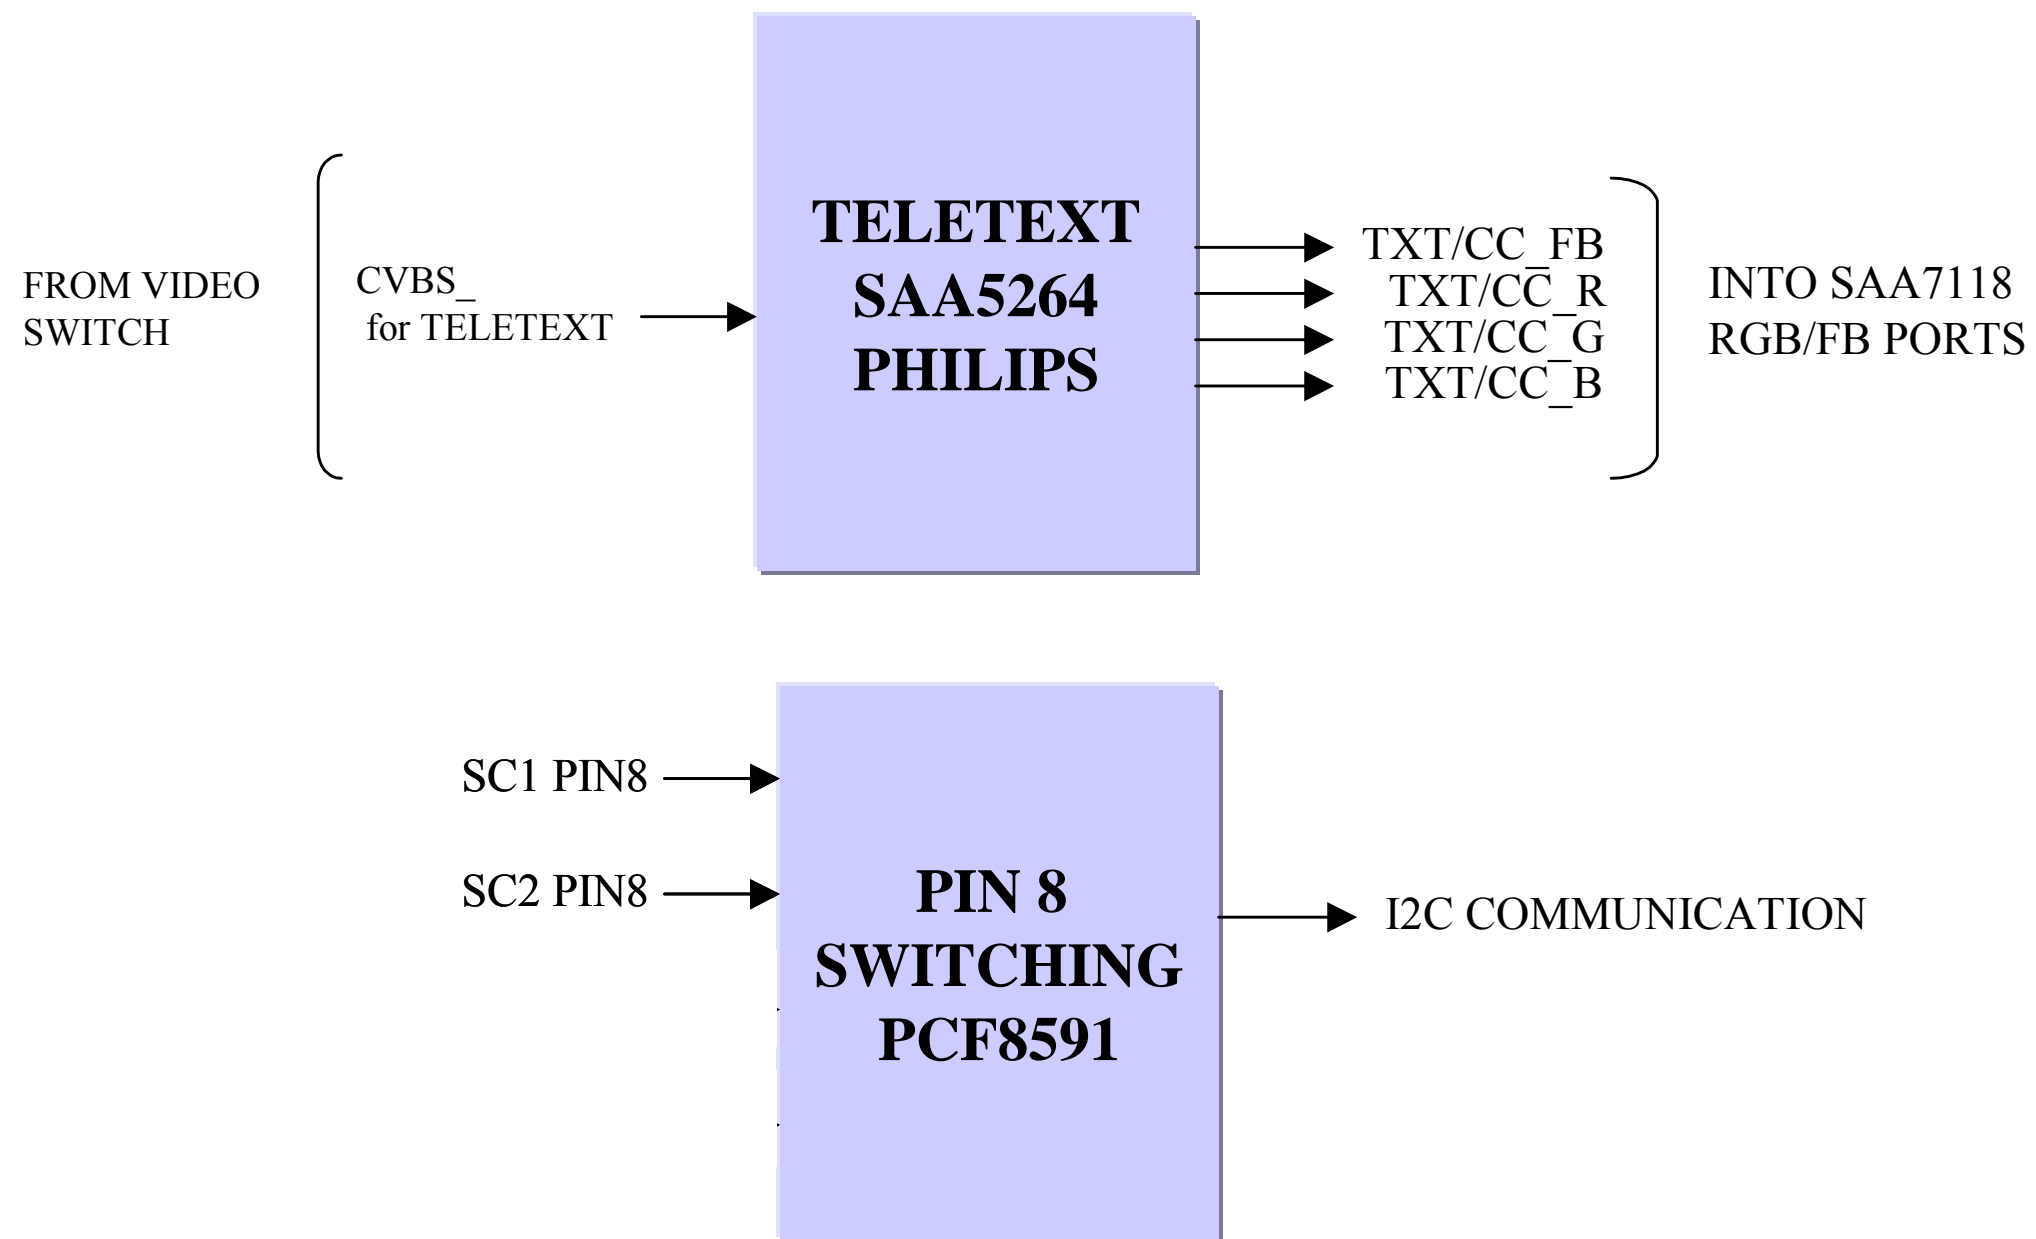 FROM VIDEO
SWITCH
CVBS_
for TELETEXT
TELETEXT
SAA5264
PHILIPS
TXT/CC_FB
TXT/CC_R
TXT/CC_G
TXT/CC_B
INTO SAA7118
RGB/FB PORTS
SC1 PIN8
SC2 PIN8
PIN 8
SWITCHING
PCF8591
I2C COMMUNICATION